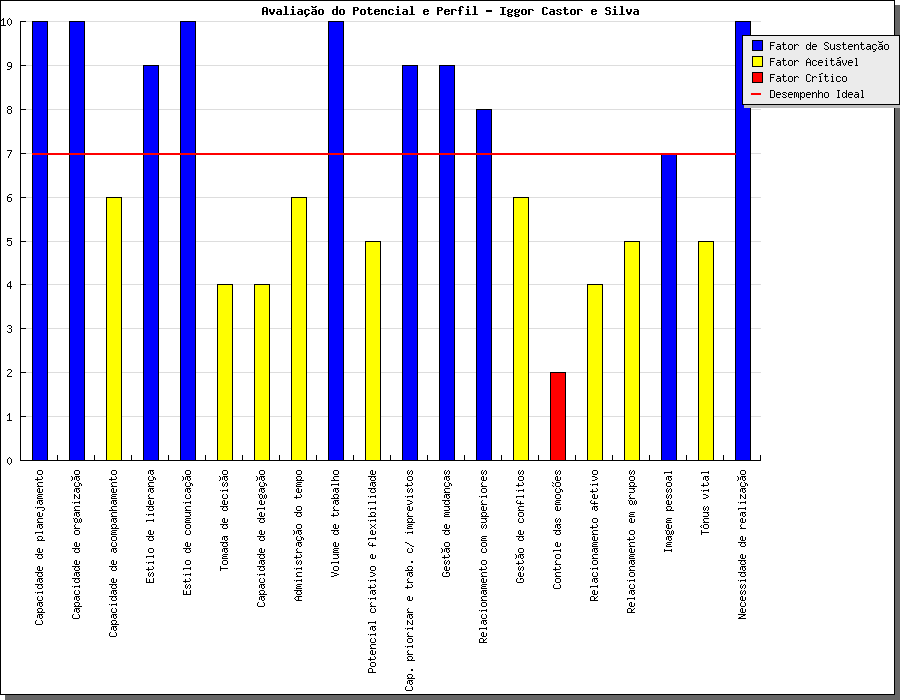 Avaliação do Potencial e Perfil - Iggor Castor e Silva
10
9
8
7
6
5
4
3
2
1
0
Fator de Sustentação
Fator Aceitável
Fator Crítico
Desempenho Ideal
Capacidade de planejamento
Capacidade de organização
Capacidade de acompanhamento
Estilo de liderança
Estilo de comunicação
Tomada de decisão
Capacidade de delegação
Administração do tempo
Volume de trabalho
Potencial criativo e flexibilidade
Cap. priorizar e trab. c/ imprevistos
Gestão de mudanças
Relacionamento com superiores
Gestão de conflitos
Controle das emoções
Relacionamento afetivo
Relacionamento em grupos
Imagem pessoal
Tônus vital
Necessidade de realização